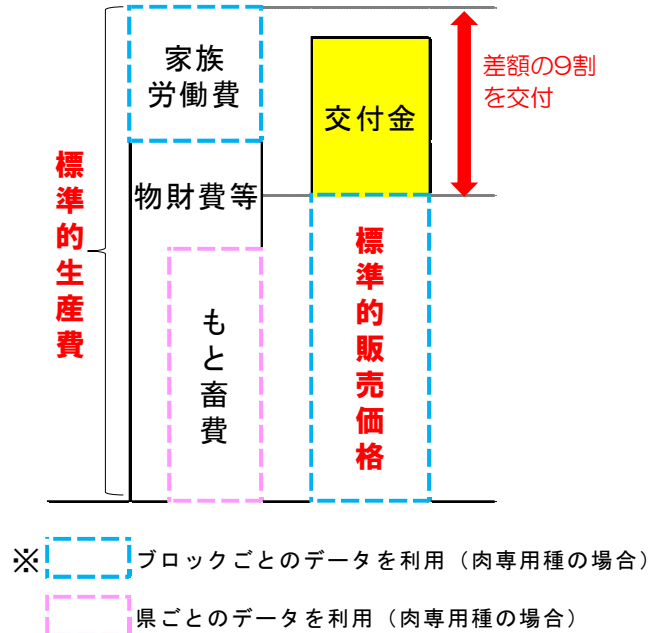 家族
労働費
差額の9割
を交付
交付金
標準的生産費
物財費等
標準的販売価格
もと畜費
※ ブロックごとのデータを利用（肉専用種の場合）
県ごとのデータを利用（肉専用種の場合）